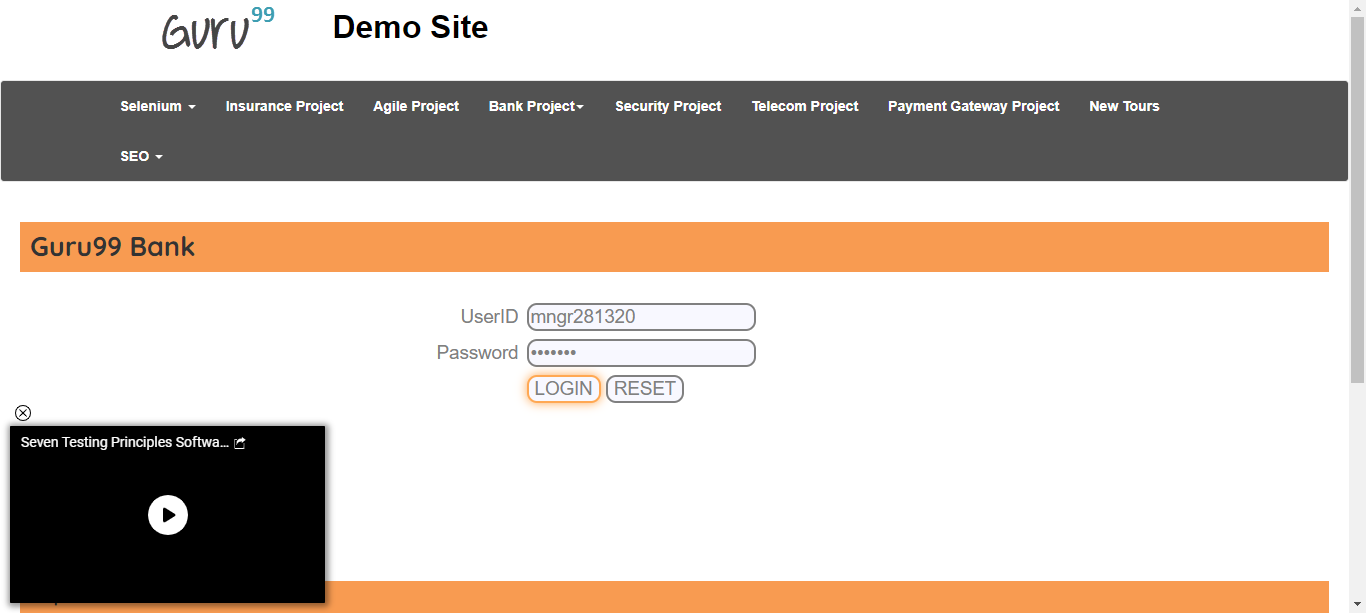 Guru99
Demo Site
Selenium Insurance Project Agile Project Bank Project Security Project Telecom Project Payment Gateway Project New Tours
SEO
Guru99 Bank
UserID mngr281320
Password •••••••
LOGIN RESET
Seven Testing Principles Softwa...